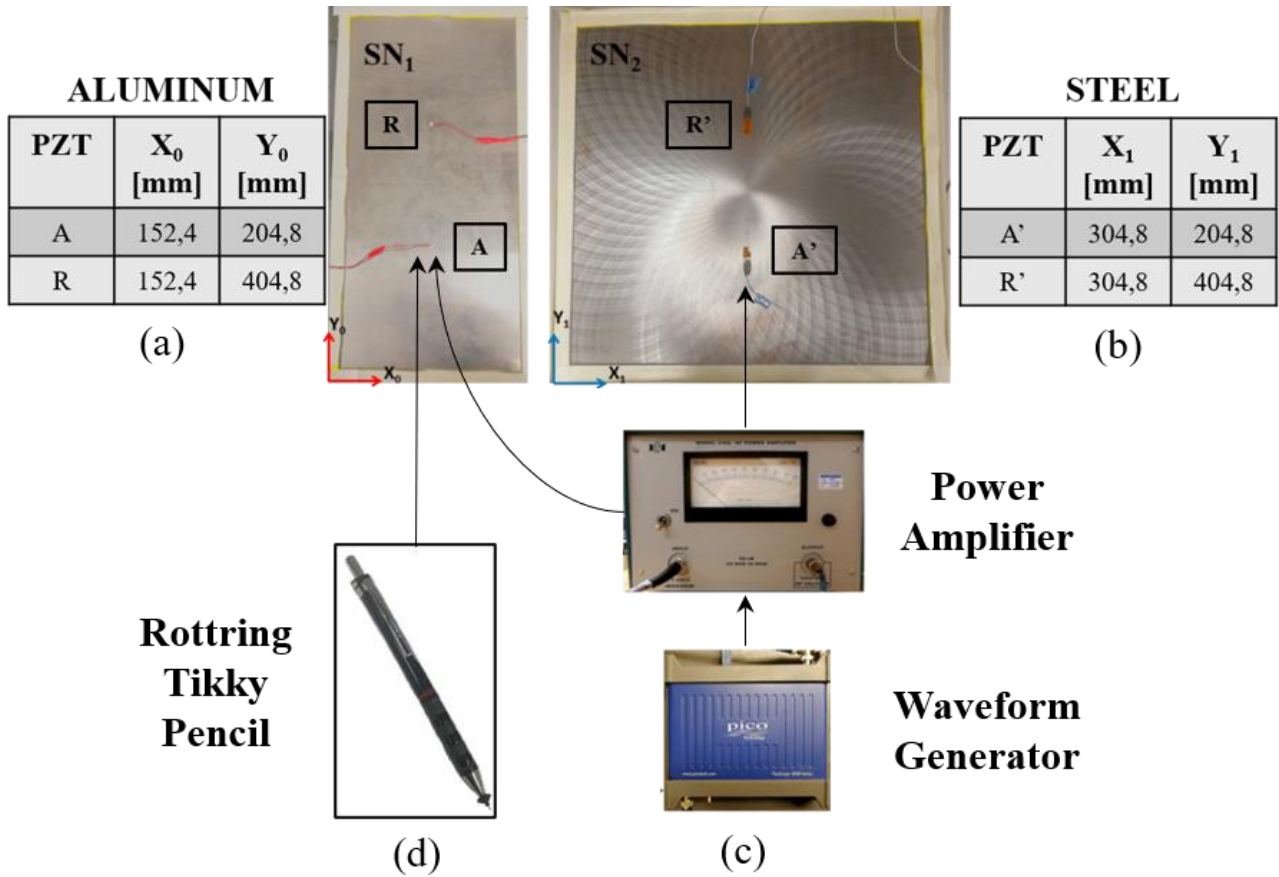 SN₁
SN₂
ALUMINUM
STEEL
PZT X₀ [mm] Y₀ [mm]
A 152,4 204,8
R 152,4 404,8
(a)
R
A
Y₀
X₀
R’
A’
Y₁
X₁
PZT X₁ [mm] Y₁ [mm]
A’ 304,8 204,8
R’ 304,8 404,8
(b)
Power
Amplifier
Rottring
Tikky
Pencil
pico
Technology
Waveform
Generator
(d)
(c)